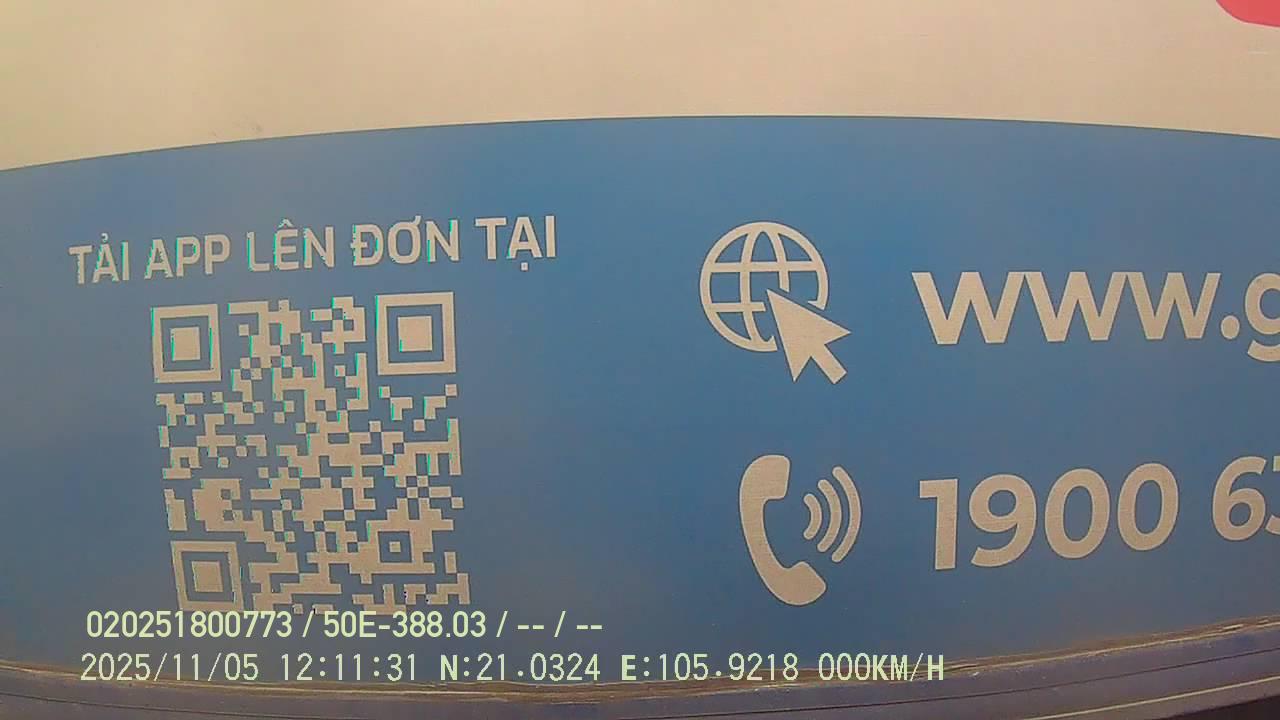 TẢI APP LÊN ĐƠN TẠI
www.g
1900 63
020251800773 / 50E-388.03 / -- / --
2025/11/05 12:11:31 N:21.0324 E:105.9218 000KM/H